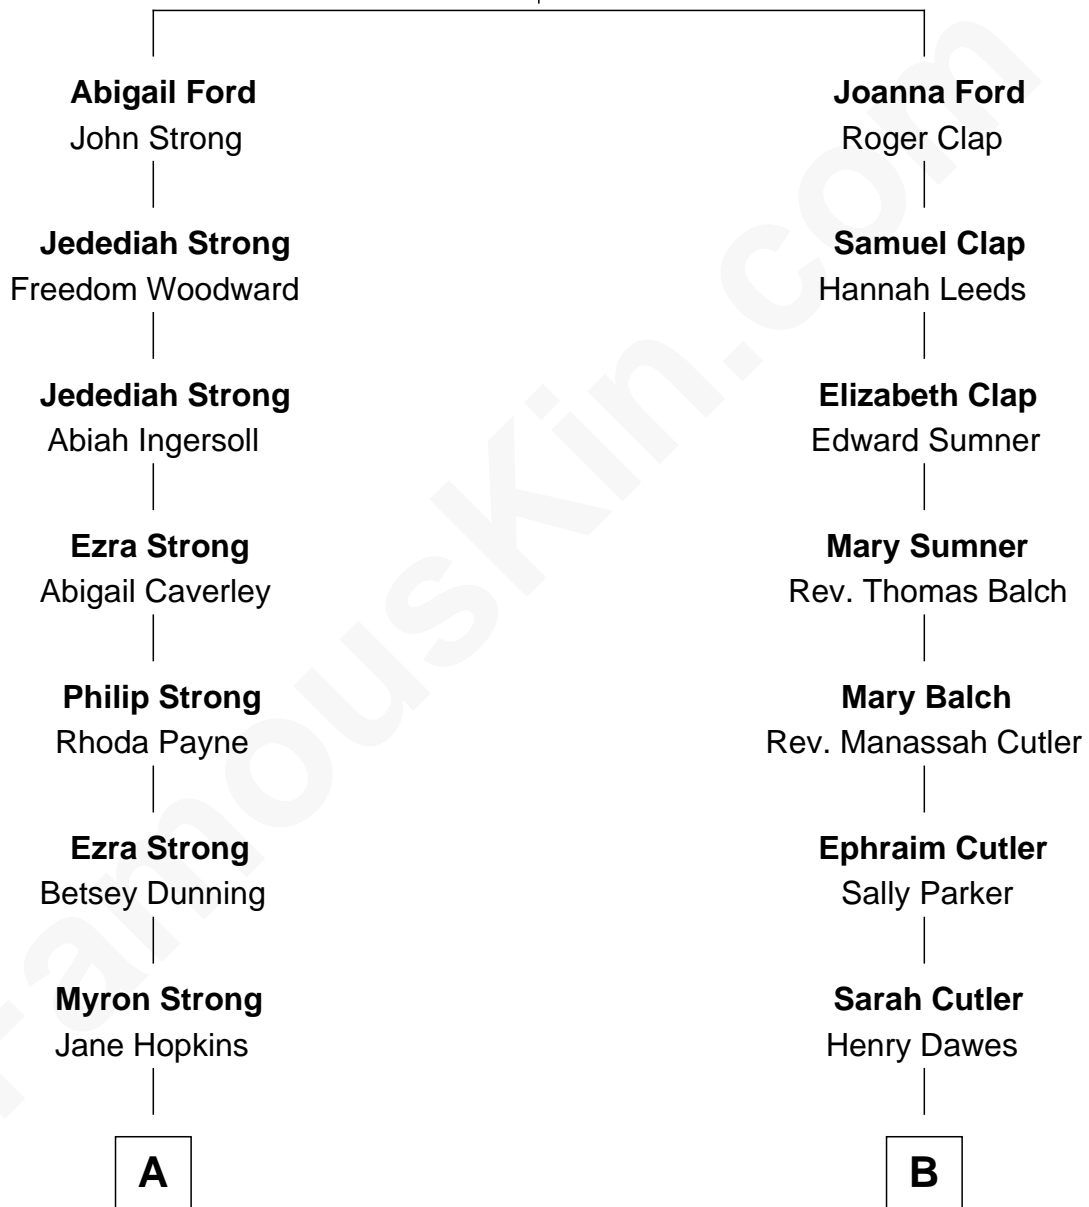 Abigail Ford
John Strong
Jedediah Strong
Freedom Woodward
Jedediah Strong
Abiah Ingersoll
Ezra Strong
Abigail Caverley
Philip Strong
Rhoda Payne
Ezra Strong
Betsey Dunning
Myron Strong
Jane Hopkins
A
Joanna Ford
Roger Clap
Samuel Clap
Hannah Leeds
Elizabeth Clap
Edward Sumner
Mary Sumner
Rev. Thomas Balch
Mary Balch
Rev. Manassah Cutler
Ephraim Cutler
Sally Parker
Sarah Cutler
Henry Dawes
B
FamousKin.com